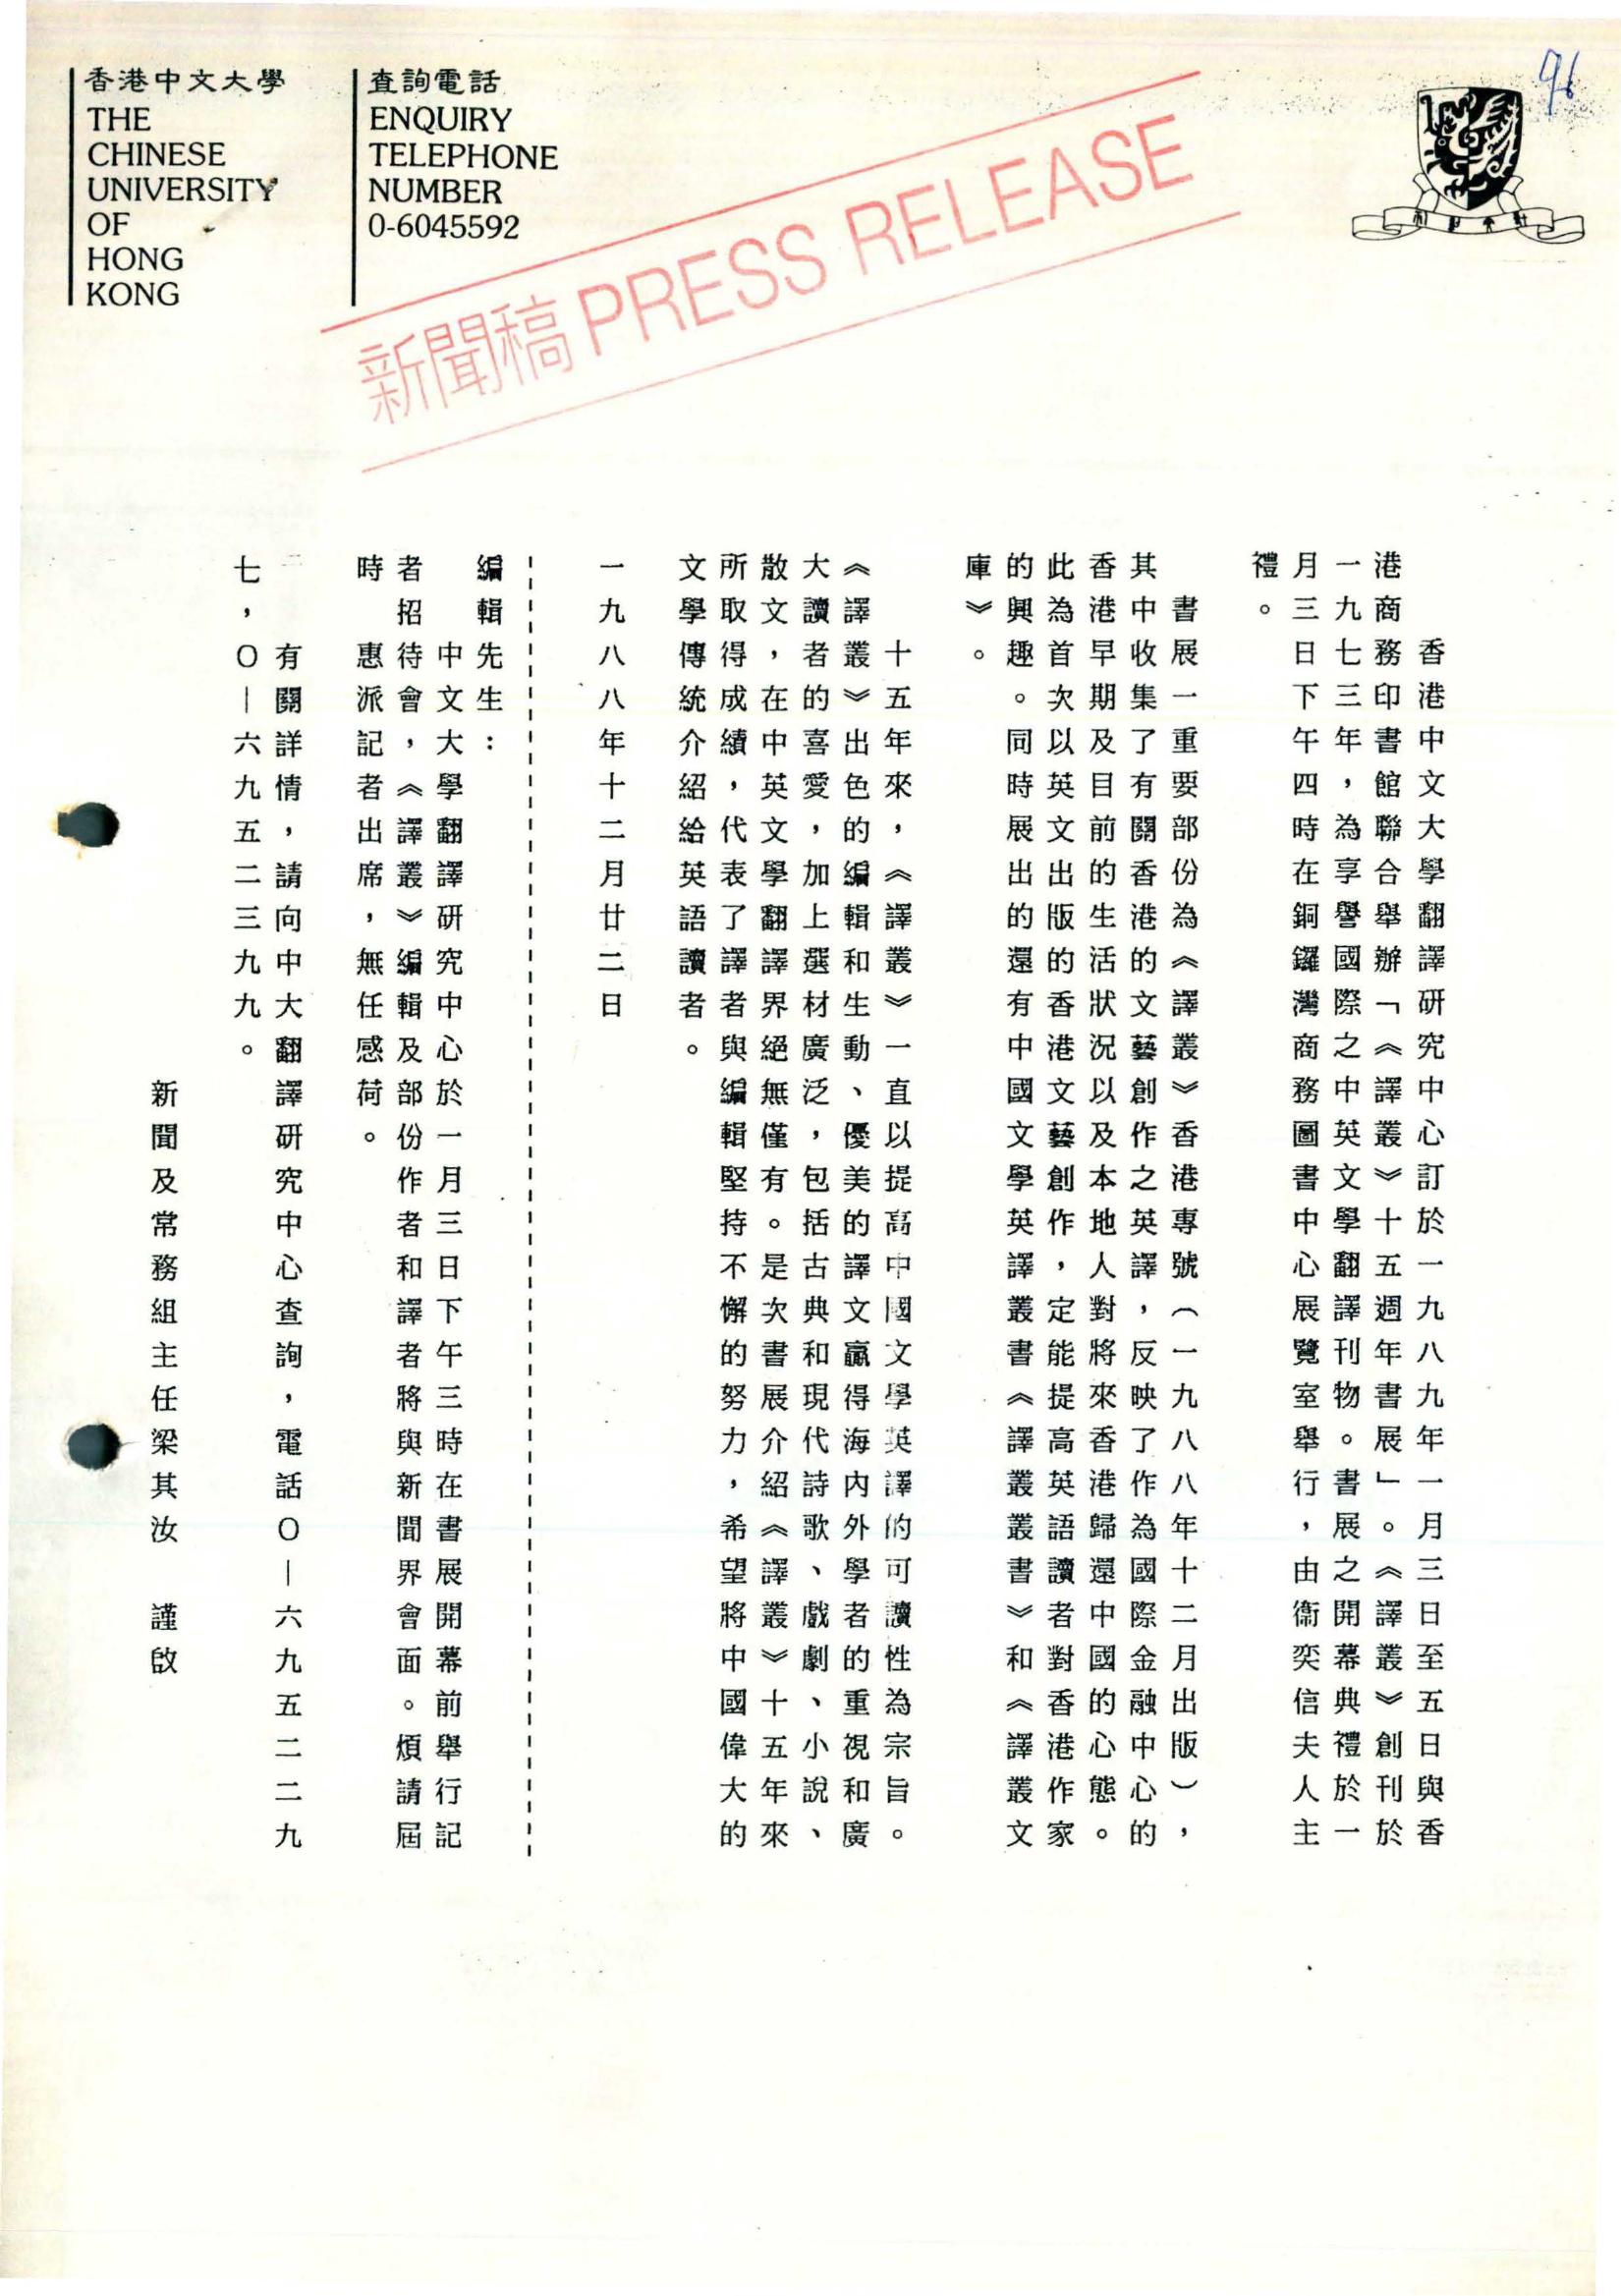 香港中文大學
THE
CHINESE
UNIVERSITY
OF
HONG
KONG
查詢電話
ENQUIRY
TELEPHONE
NUMBER
0-6045592
96
新聞稿 PRESS RELEASE
香港中文大學翻譯研究中心訂於一九八九年一月三日至五日與香
港商務印書館聯合舉辦「《譯叢》十五週年書展」。《譯叢》創刊於
一九七三年，為享譽國際之中英文學翻譯刊物。書展之開幕典禮於一
月三日下午四時在銅鑼灣商務圖書中心展覽室舉行，由衞奕信夫人主
禮。
書展一重要部份為《譯叢》香港專號（一九八八年十二月出版），
其中收集了有關香港的文藝創作之英譯，反映了作為國際金融中心的
香港早期以及目前的生活狀況以及本地人對將來香港歸還中國的心態。
此為首次以英文出版的香港文藝創作，定能提高英語讀者對香港作家
的興趣。同時展出的還有中國文學英譯叢書《譯叢叢書》和《譯叢文
庫》。
十五年來，《譯叢》一直以提高中國文學英譯的可讀性為宗旨。
《譯叢》出色的編輯和生動、優美的譯文贏得海內外學者的重視和廣
大讀者的喜愛，加上選材廣泛，包括古典和現代詩歌、戲劇、小說、
散文，在中英文學翻譯界絕無僅有。是次書展介紹《譯叢》十五年來
所取得成績，代表了譯者與編輯堅持不懈的努力，希望將中國偉大的
文學傳統介紹給英語讀者。
一九八八年十二月廿二日
編輯先生：
中文大學翻譯研究中心於一月三日下午三時在書展開幕前舉行記
者招待會，《譯叢》編輯及部份作者和譯者將與新聞界會面。煩請屆
時惠派記者出席，無任感荷。
有關詳情，請向中大翻譯研究中心查詢，電話〇—六九五二二九
七，〇—六九五二三九九。
新聞及常務組主任梁其汝 謹啟